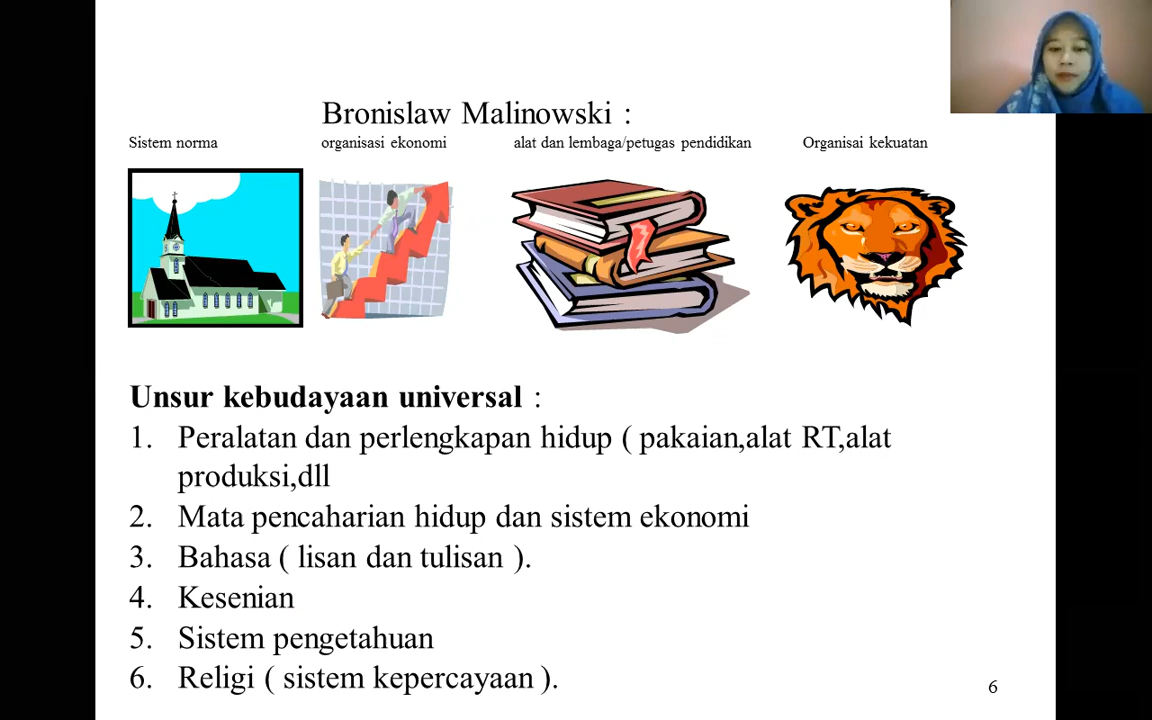 Bronislaw Malinowski :
Sistem norma
organisasi ekonomi
alat dan lembaga/petugas pendidikan
Organisai kekuatan
Unsur kebudayaan universal :
1. Peralatan dan perlengkapan hidup ( pakaian,alat RT,alat
produksi,dll
2. Mata pencaharian hidup dan sistem ekonomi
3. Bahasa ( lisan dan tulisan ).
4. Kesenian
5. Sistem pengetahuan
6. Religi ( sistem kepercayaan ).
6